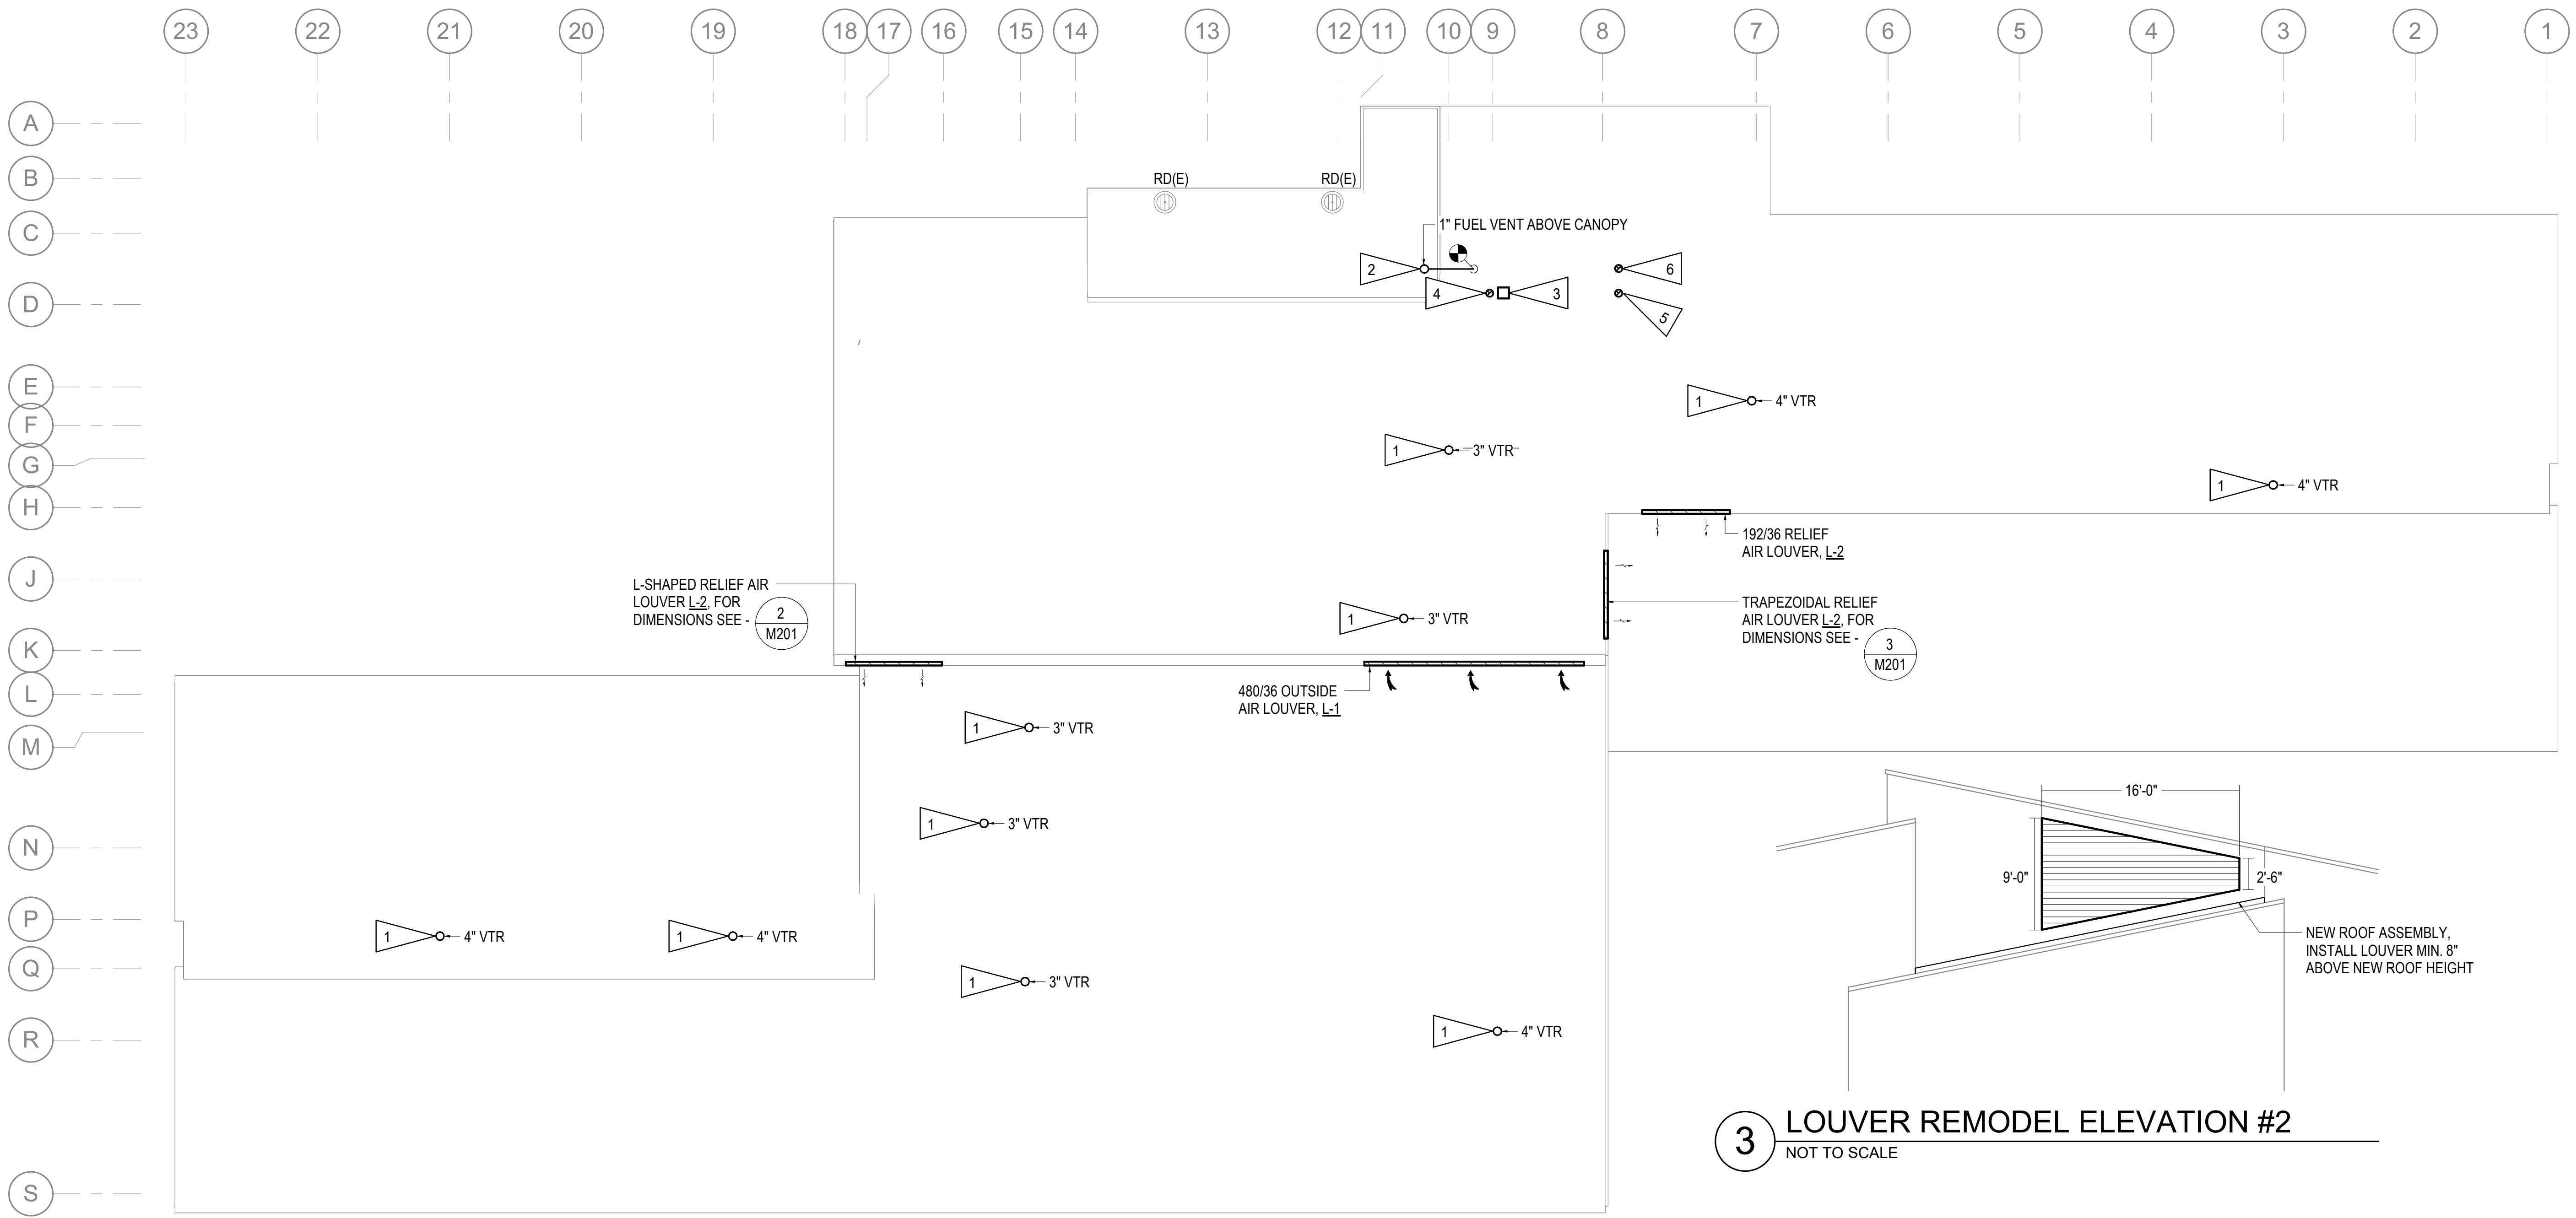 23 22 21 20 19 18 17 16 15 14 13 12 11 10 9 8 7 6 5 4 3 2 1
A
B
C
D
E
F
G
H
J
K
L
M
N
P
Q
R
S
RD(E)
RD(E)
1" FUEL VENT ABOVE CANOPY
2
6
4
3
5
1
4" VTR
1
3" VTR
1
4" VTR
192/36 RELIEF
AIR LOUVER, L-2
L-SHAPED RELIEF AIR
LOUVER L-2, FOR
DIMENSIONS SEE -
2
M201
1
3" VTR
TRAPEZOIDAL RELIEF
AIR LOUVER L-2, FOR
DIMENSIONS SEE -
3
M201
480/36 OUTSIDE
AIR LOUVER, L-1
1
3" VTR
1
3" VTR
1
4" VTR
1
4" VTR
1
3" VTR
1
4" VTR
16'-0"
9'-0"
2'-6"
NEW ROOF ASSEMBLY,
INSTALL LOUVER MIN. 8"
ABOVE NEW ROOF HEIGHT
3
LOUVER REMODEL ELEVATION #2
NOT TO SCALE